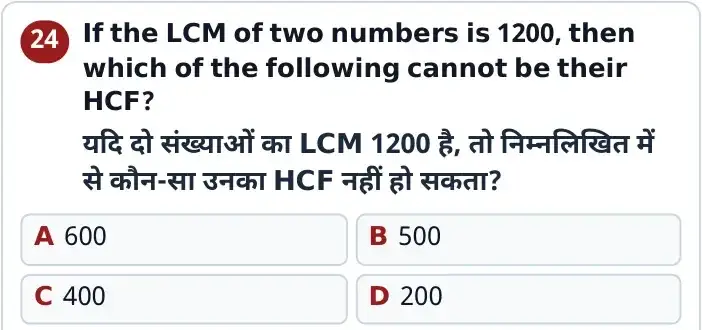 24 If the LCM of two numbers is 1200, then
which of the following cannot be their
HCF?
यदि दो संख्याओं का LCM 1200 है, तो निम्नलिखित में
से कौन-सा उनका HCF नहीं हो सकता?
A 600 B 500
C 400 D 200